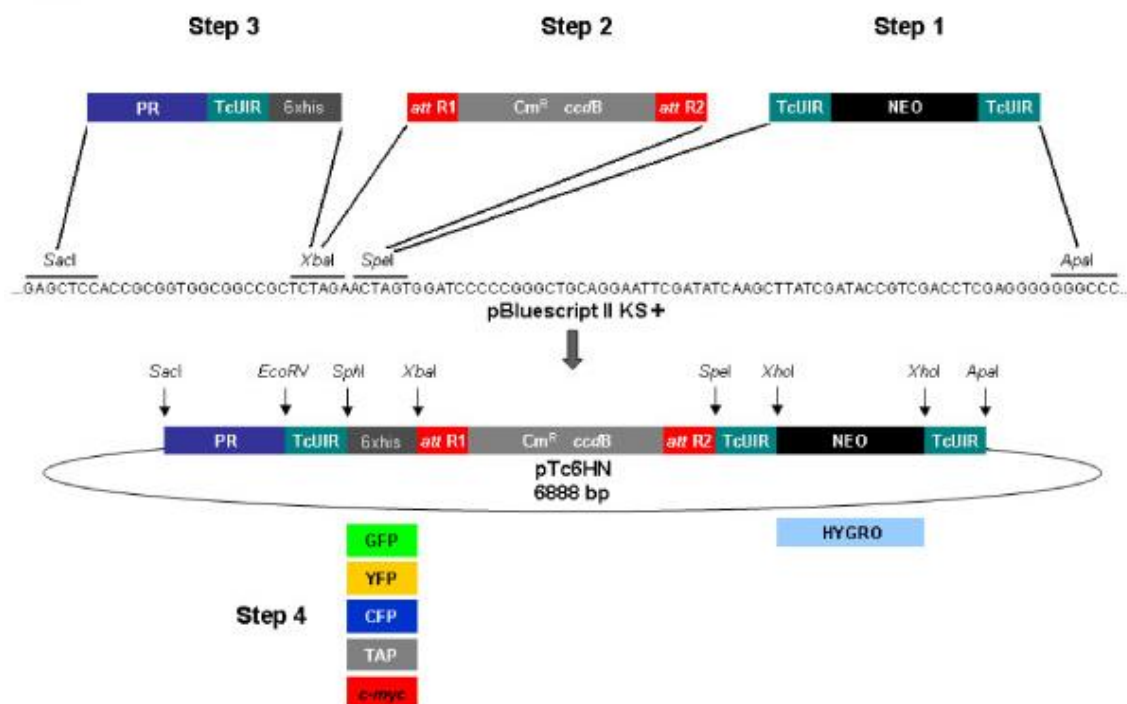 Step 3 Step 2 Step 1
PR TcUIR 6xhis att R1 CmR ccdB att R2 TcUIR NEO TcUIR
SacI XbaI SpeI ApaI
...GAGCTCCACCGCGGTGGCGGCCGCTCTAGAACTAGTGGATCCCCCGGGCTGCAGGAATTCGATATCAAGCTTATCGATACCGTCGACCTCGAGGGGGGGCCC...
pBluescript II KS+
SacI EcoRV SphI XbaI SpeI XhoI XhoI ApaI
PR TcUIR 6xhis att R1 CmR ccdB att R2 TcUIR NEO TcUIR
pTc6HN
6888 bp
GFP HYGRO
YFP
Step 4 CFP
TAP
c-myc